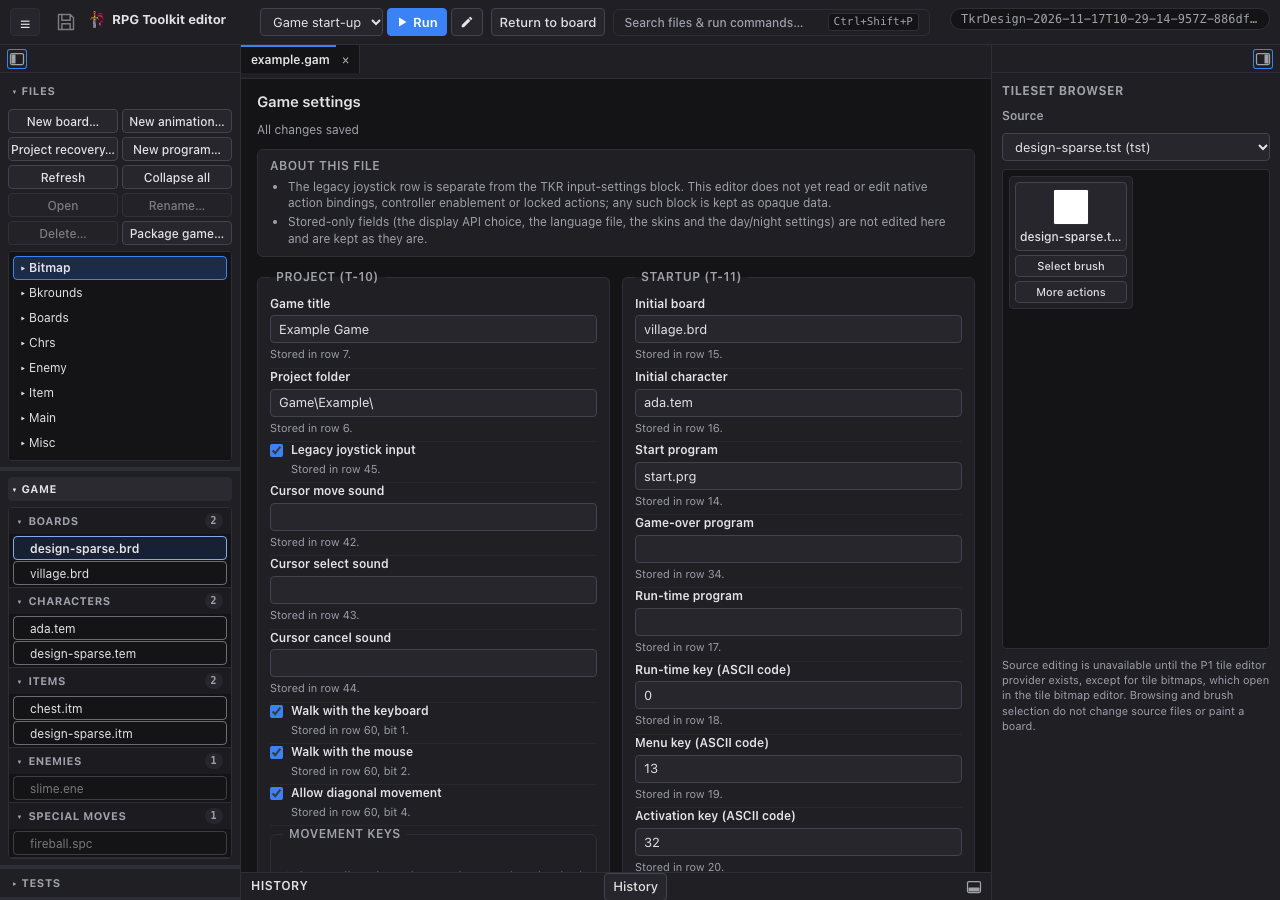 RPG Toolkit editor
Game start-up
Run
Return to board
Search files & run commands...
Ctrl+Shift+P
TkrDesign-2026-11-17T10-29-14-957Z-886df...
FILES
New board...
New animation...
Project recovery...
New program...
Refresh
Collapse all
Open
Rename...
Delete...
Package game...
Bitmap
Bkrounds
Boards
Chrs
Enemy
Item
Main
Misc
GAME
BOARDS 2
design-sparse.brd
village.brd
CHARACTERS 2
ada.tem
design-sparse.tem
ITEMS 2
chest.itm
design-sparse.itm
ENEMIES 1
slime.ene
SPECIAL MOVES 1
fireball.spc
TESTS
example.gam ×
Game settings
All changes saved
ABOUT THIS FILE
• The legacy joystick row is separate from the TKR input-settings block. This editor does not yet read or edit native
action bindings, controller enablement or locked actions; any such block is kept as opaque data.
• Stored-only fields (the display API choice, the language file, the skins and the day/night settings) are not edited here
and are kept as they are.
PROJECT (T-10)
Game title
Example Game
Stored in row 7.
Project folder
Game\Example\
Stored in row 6.
Legacy joystick input
Stored in row 45.
Cursor move sound
Stored in row 42.
Cursor select sound
Stored in row 43.
Cursor cancel sound
Stored in row 44.
Walk with the keyboard
Stored in row 60, bit 1.
Walk with the mouse
Stored in row 60, bit 2.
Allow diagonal movement
Stored in row 60, bit 4.
MOVEMENT KEYS
STARTUP (T-11)
Initial board
village.brd
Stored in row 15.
Initial character
ada.tem
Stored in row 16.
Start program
start.prg
Stored in row 14.
Game-over program
Stored in row 34.
Run-time program
Stored in row 17.
Run-time key (ASCII code)
0
Stored in row 18.
Menu key (ASCII code)
13
Stored in row 19.
Activation key (ASCII code)
32
Stored in row 20.
HISTORY
History
TILESET BROWSER
Source
design-sparse.tst (tst)
design-sparse.t...
Select brush
More actions
Source editing is unavailable until the P1 tile editor
provider exists, except for tile bitmaps, which open
in the tile bitmap editor. Browsing and brush
selection do not change source files or paint a
board.